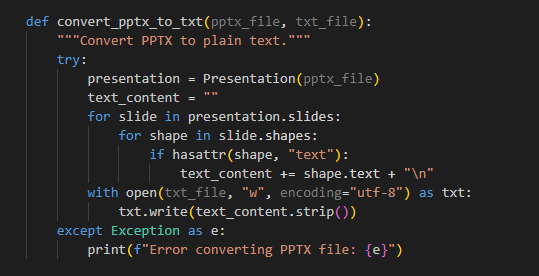 def convert_pptx_to_txt(pptx_file, txt_file):
    """Convert PPTX to plain text."""
    try:
        presentation = Presentation(pptx_file)
        text_content = ""
        for slide in presentation.slides:
            for shape in slide.shapes:
                if hasattr(shape, "text"):
                    text_content += shape.text + "\n"
        with open(txt_file, "w", encoding="utf-8") as txt:
            txt.write(text_content.strip())
    except Exception as e:
        print(f"Error converting PPTX file: {e}")